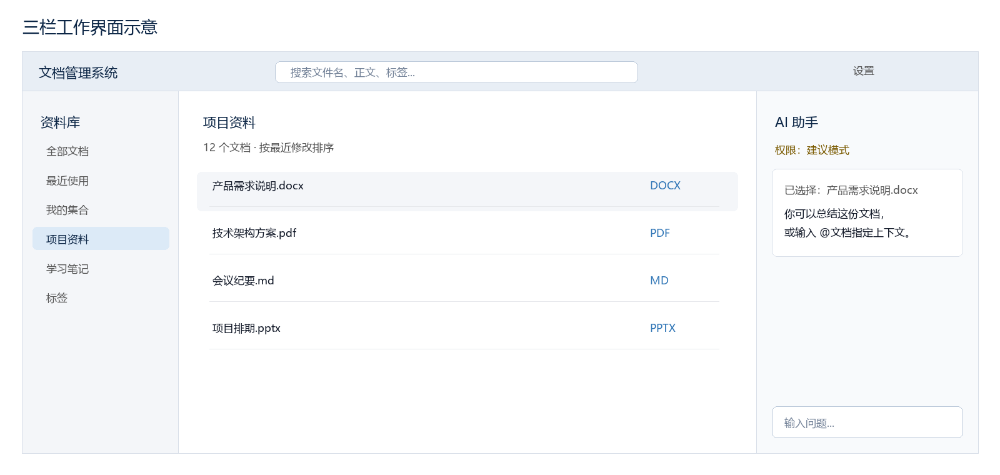 三栏工作界面示意
文档管理系统
搜索文件名、正文、标签...
设置
资料库
全部文档
最近使用
我的集合
项目资料
学习笔记
标签
项目资料
12 个文档 · 按最近修改排序
产品需求说明.docx
DOCX
技术架构方案.pdf
PDF
会议纪要.md
MD
项目排期.pptx
PPTX
AI 助手
权限：建议模式
已选择：产品需求说明.docx
你可以总结这份文档，
或输入 @文档指定上下文。
输入问题...